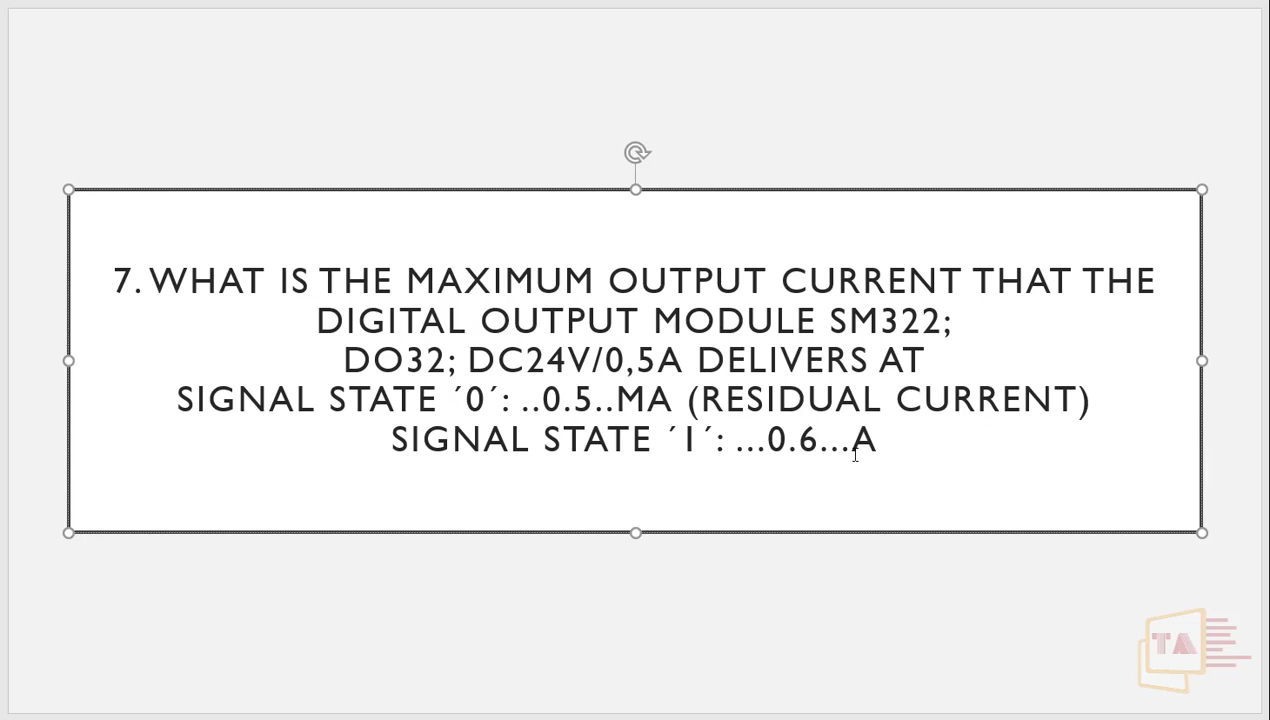 7. WHAT IS THE MAXIMUM OUTPUT CURRENT THAT THE
DIGITAL OUTPUT MODULE SM322;
DO32; DC24V/0,5A DELIVERS AT
SIGNAL STATE ´0´: ..0.5..MA (RESIDUAL CURRENT)
SIGNAL STATE ´1´: ...0.6...A
TA